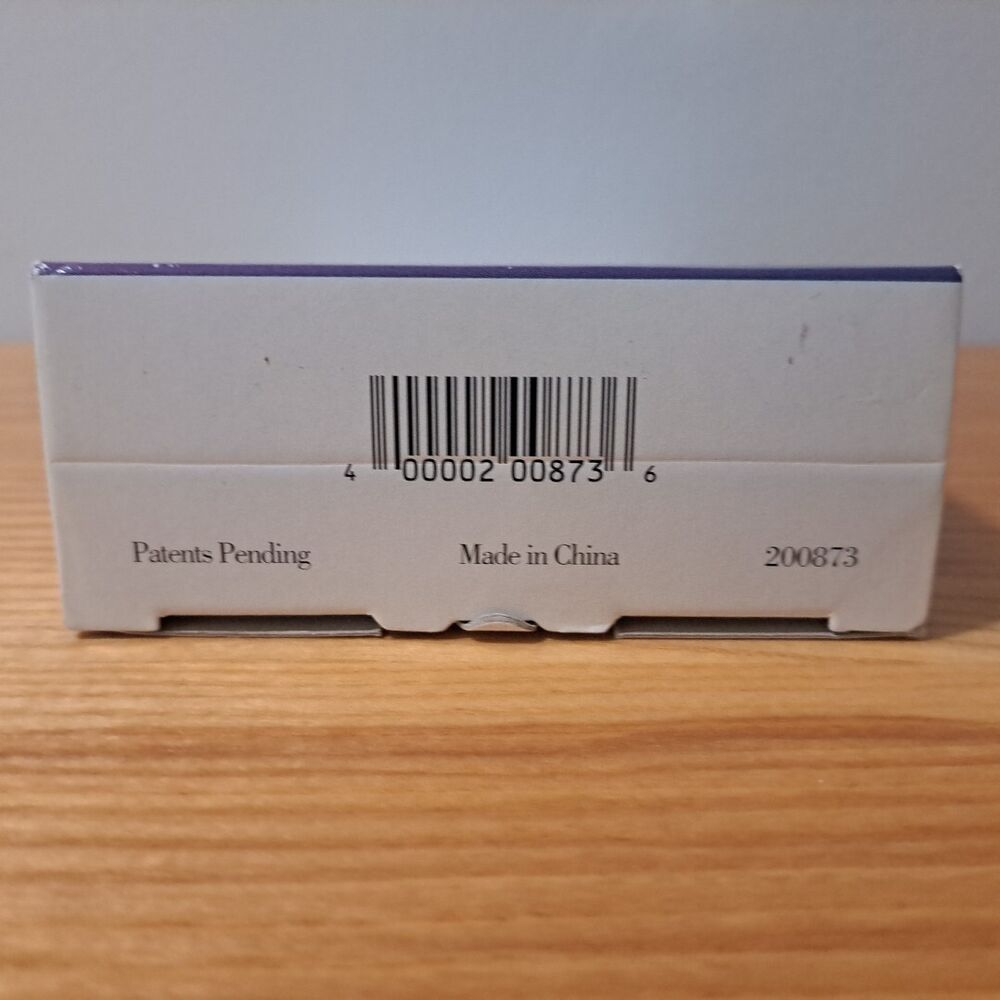 4 00002 00873 6
Patents Pending Made in China 200873